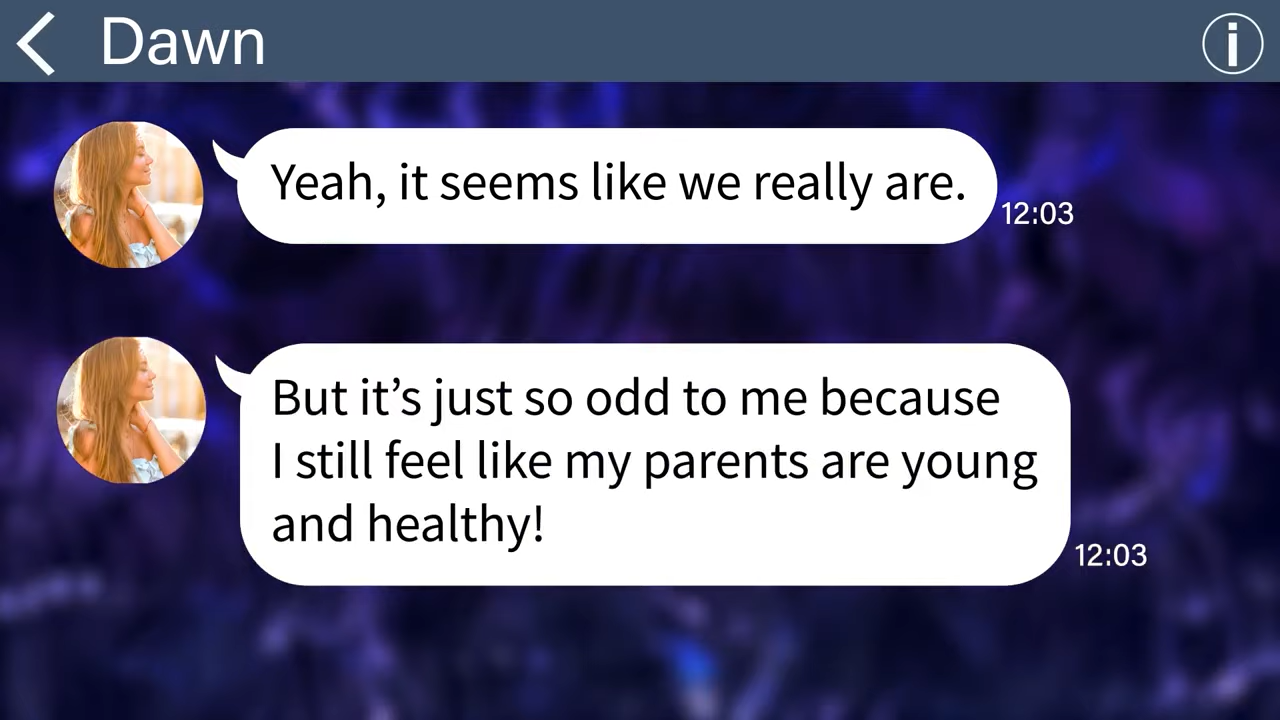 Dawn
Yeah, it seems like we really are.
12:03
But it’s just so odd to me because
I still feel like my parents are young
and healthy!
12:03